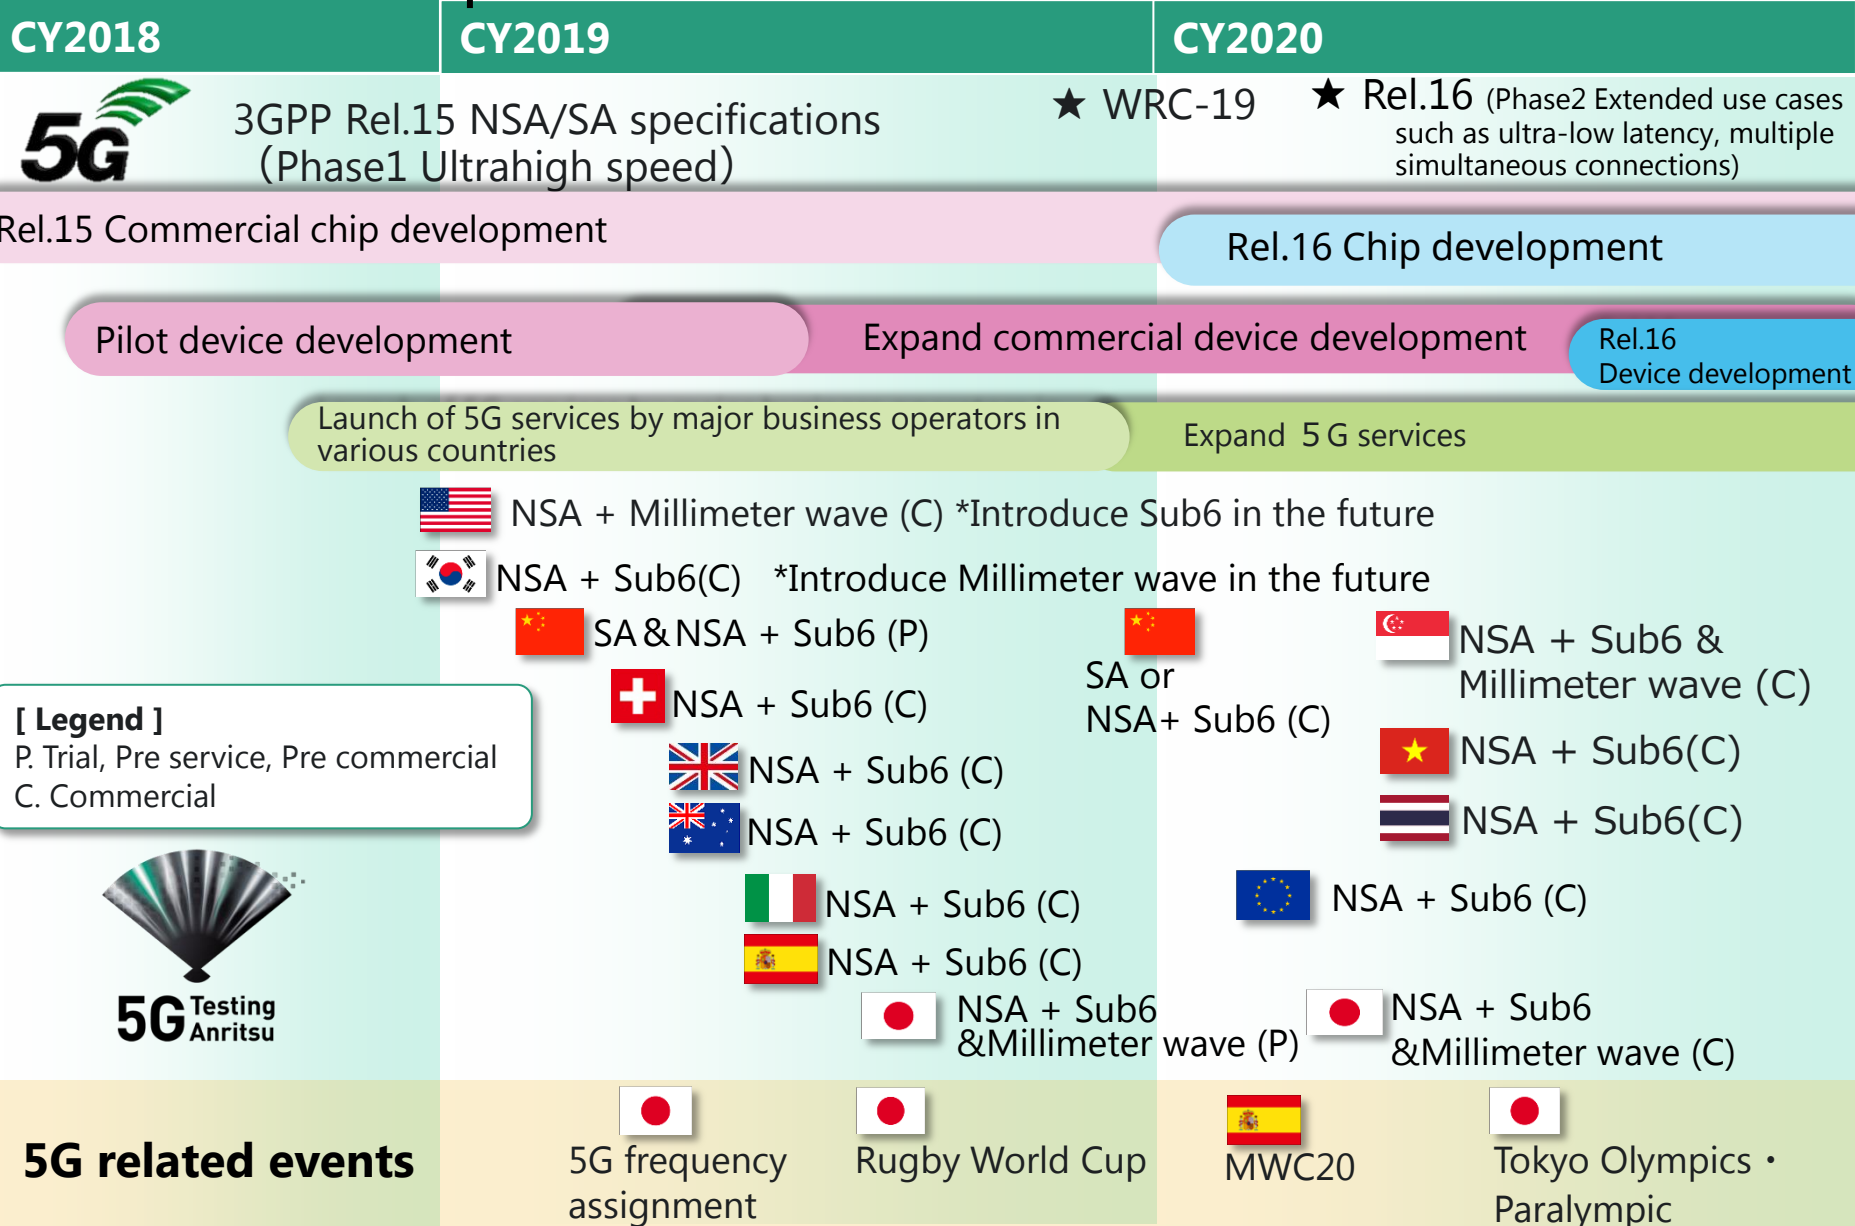 CY2018
CY2019
CY2020
5G
3GPP Rel.15 NSA/SA specifications
（Phase1 Ultrahigh speed）
★ WRC-19
★ Rel.16 (Phase2 Extended use cases
such as ultra-low latency, multiple
simultaneous connections)
Rel.15 Commercial chip development
Rel.16 Chip development
Pilot device development
Expand commercial device development
Rel.16
Device development
Launch of 5G services by major business operators in
various countries
Expand ５G services
NSA + Millimeter wave (C) *Introduce Sub6 in the future
NSA + Sub6(C) *Introduce Millimeter wave in the future
SA＆NSA + Sub6 (P)
SA or
NSA+ Sub6 (C)
NSA + Sub6 &
Millimeter wave (C)
NSA + Sub6 (C)
NSA + Sub6(C)
[ Legend ]
P. Trial, Pre service, Pre commercial
C. Commercial
NSA + Sub6 (C)
NSA + Sub6 (C)
NSA + Sub6(C)
NSA + Sub6 (C)
NSA + Sub6 (C)
NSA + Sub6 (C)
NSA + Sub6
&Millimeter wave (P)
NSA + Sub6
&Millimeter wave (C)
5G Testing
Anritsu
5G related events
5G frequency
assignment
Rugby World Cup
MWC20
Tokyo Olympics・
Paralympic